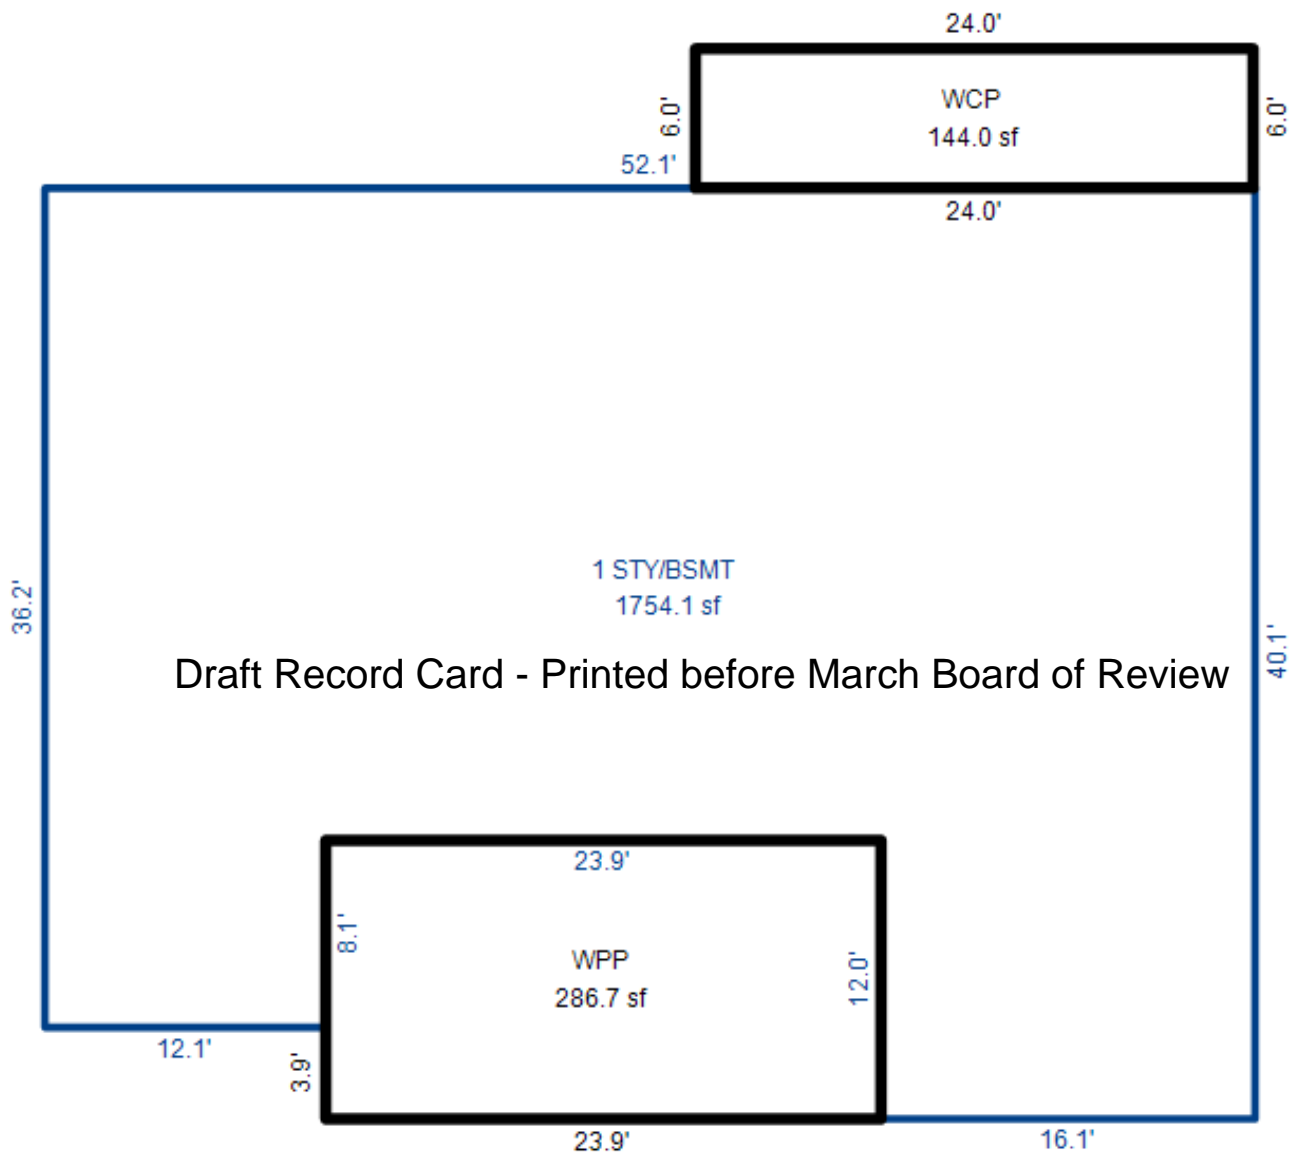 24.0'
6.0'
WCP
144.0 sf
6.0'
52.1'
24.0'
36.2'
1 STY/BSMT
1754.1 sf
40.1'
Draft Record Card - Printed before March Board of Review
23.9'
8.1'
WPP
286.7 sf
12.0'
12.1'
3.9'
23.9'
16.1'